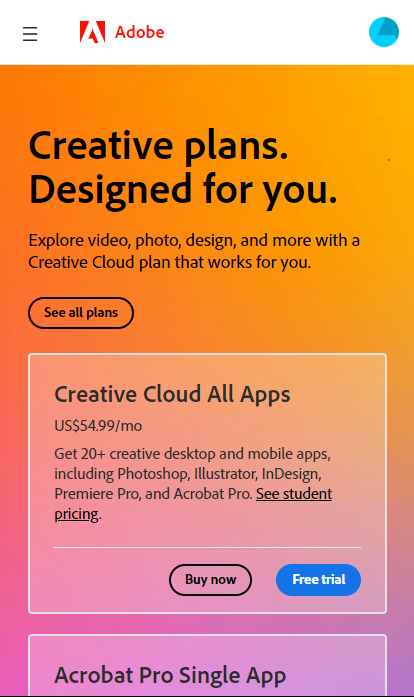 Adobe
Creative plans.
Designed for you.
Explore video, photo, design, and more with a
Creative Cloud plan that works for you.
See all plans
Creative Cloud All Apps
US$54.99/mo
Get 20+ creative desktop and mobile apps,
including Photoshop, Illustrator, InDesign,
Premiere Pro, and Acrobat Pro. See student
pricing.
Buy now
Free trial
Acrobat Pro Single App